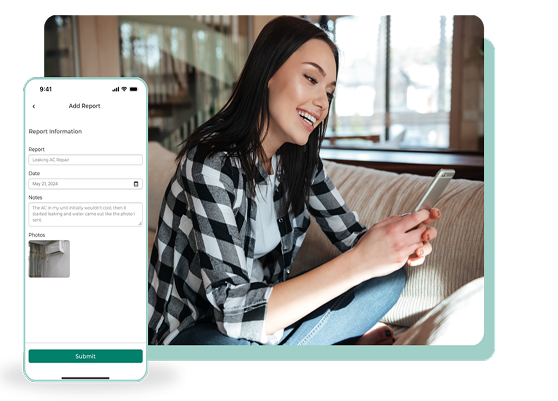 9:41
Add Report
Report Information
Report
Leaking AC Repair
Date
May 21, 2024
Notes
The AC in my unit initially wouldn't cool, then it
started leaking and water came out like the photo I
sent.
Photos
Submit